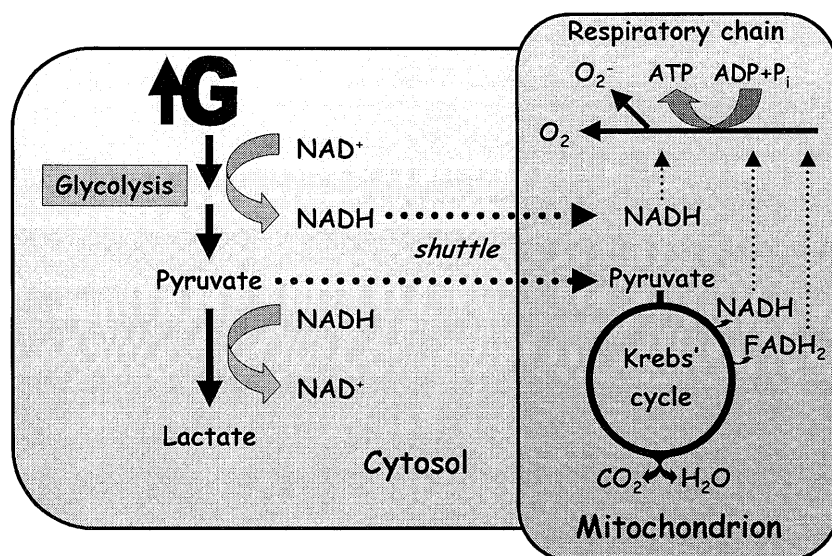 Respiratory chain
O₂⁻ ATP ADP+Pᵢ
O₂
↑G
NAD⁺
Glycolysis
NADH
NADH
shuttle
Pyruvate
Pyruvate
NADH
NADH
FADH₂
Krebs'
cycle
NAD⁺
Lactate
Cytosol
CO₂ H₂O
Mitochondrion